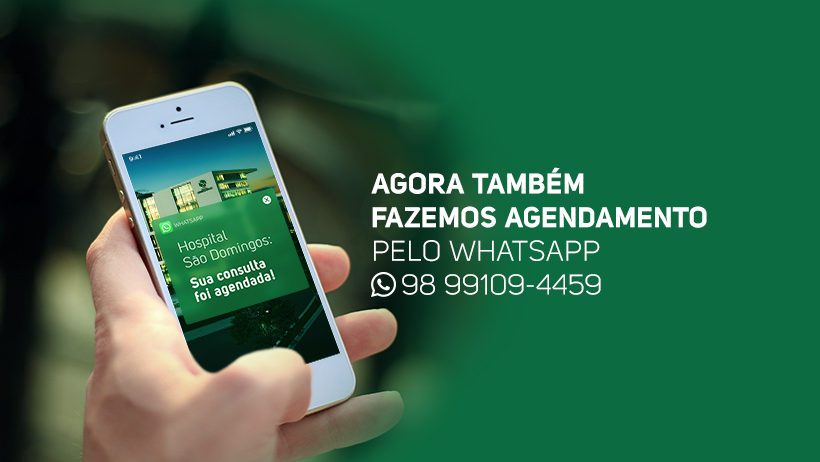 9:41
WHATSAPP
Hospital
São Domingos:
Sua consulta
foi agendada!
AGORA TAMBÉM
FAZEMOS AGENDAMENTO
PELO WHATSAPP
98 99109-4459